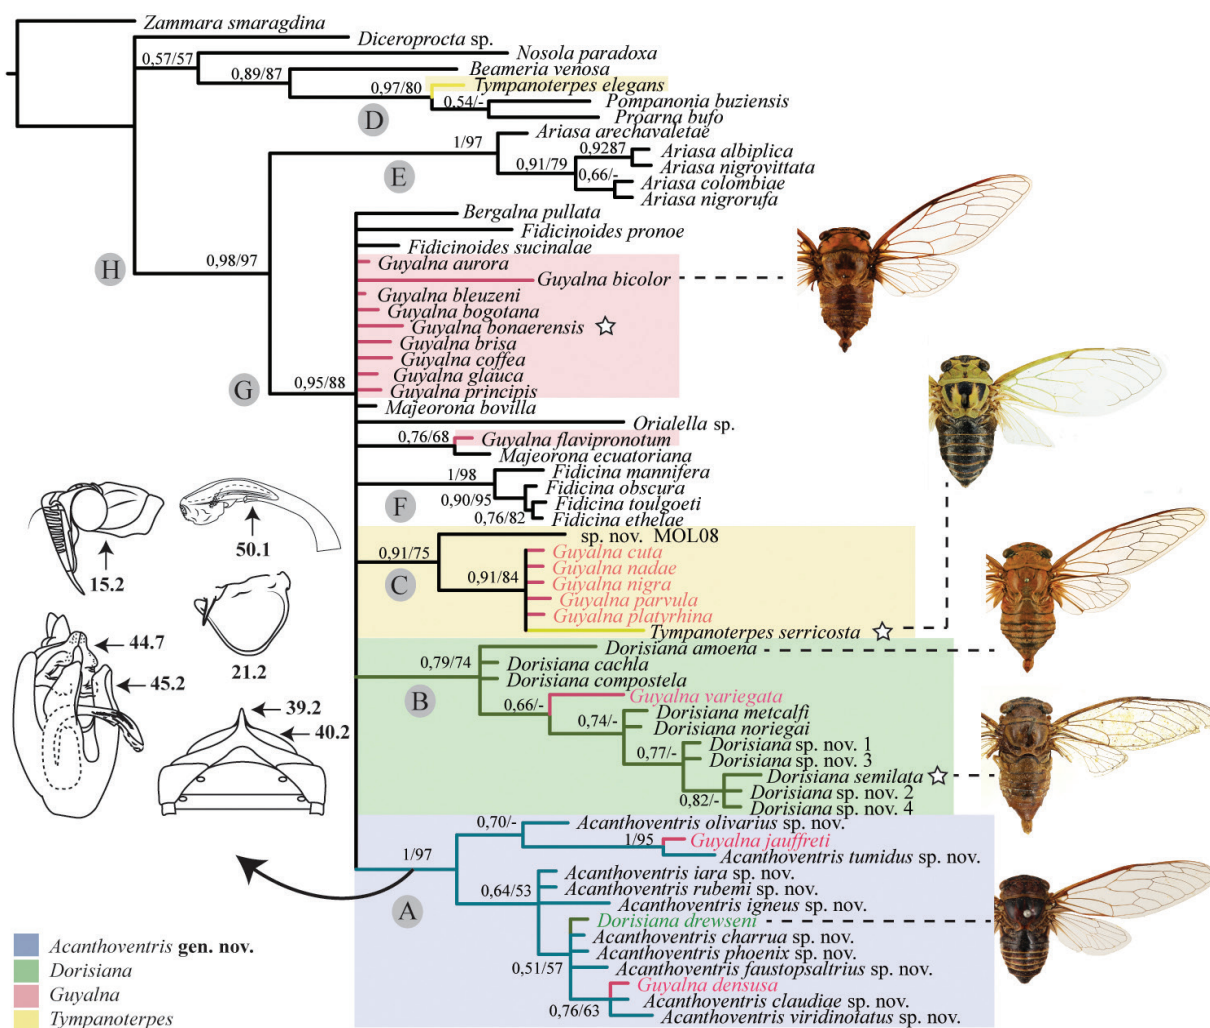 Zammara smaragdina
Diceroprocta sp.
0,57/57
Nosola paradoxa
0,89/87
Beameria venosa
0,97/80
Tympanoterpes elegans
0.54/-
Pompanonia buziensis
D
Proarna bufo
Ariasa arechavaletae
1/97
0,9287
Ariasa albiplica
0,91/79
Ariasa nigrovittata
E
0,66/-
Ariasa colombiae
Ariasa nigrorufa
Bergalna pullata
Fidicinoides pronoe
Fidicinoides sucinalae
H
0,98/97
Guyalna aurora
Guyalna bicolor
Guyalna bleuzeni
Guyalna bogotana
Guyalna bonaerensis
Guyalna brisa
Guyalna coffea
Guyalna glauca
G
0,95/88
Guyalna principis
Majeorona bovilla
Orialella sp.
0,76/68
Guyalna flavipronotum
Majeorona ecuatoriana
1/98
Fidicina mannifera
Fidicina obscura
0,90/95
Fidicina toulgoeti
F
0,76/82
Fidicina ethelae
sp. nov. MOL08
0,91/75
Guyalna cuta
Guyalna nadae
C
0,91/84
Guyalna nigra
Guyalna parvula
Guyalna platyrhina
Tympanoterpes serricosta
50.1
15.2
44.7
45.2
21.2
39.2
40.2
Dorisiana amoena
0,79/74
Dorisiana cachla
Dorisiana compostela
B
0,66/-
Guyalna variegata
0,74/-
Dorisiana metcalfi
Dorisiana noriegai
0,77/-
Dorisiana sp. nov. 1
Dorisiana sp. nov. 3
Dorisiana semilata
0,82/-
Dorisiana sp. nov. 2
Dorisiana sp. nov. 4
0,70/-
Acanthoventris olivarius sp. nov.
1/95
Guyalna jauffreti
1/97
Acanthoventris tumidus sp. nov.
Acanthoventris iara sp. nov.
0,64/53
Acanthoventris rubemi sp. nov.
A
Acanthoventris igneus sp. nov.
Dorisiana drewseni
Acanthoventris charrua sp. nov.
Acanthoventris phoenix sp. nov.
0,51/57
Acanthoventris faustopsaltrius sp. nov.
Guyalna densusa
0,76/63
Acanthoventris claudiae sp. nov.
Acanthoventris viridinotatus sp. nov.
Acanthoventris gen. nov.
Dorisiana
Guyalna
Tympanoterpes